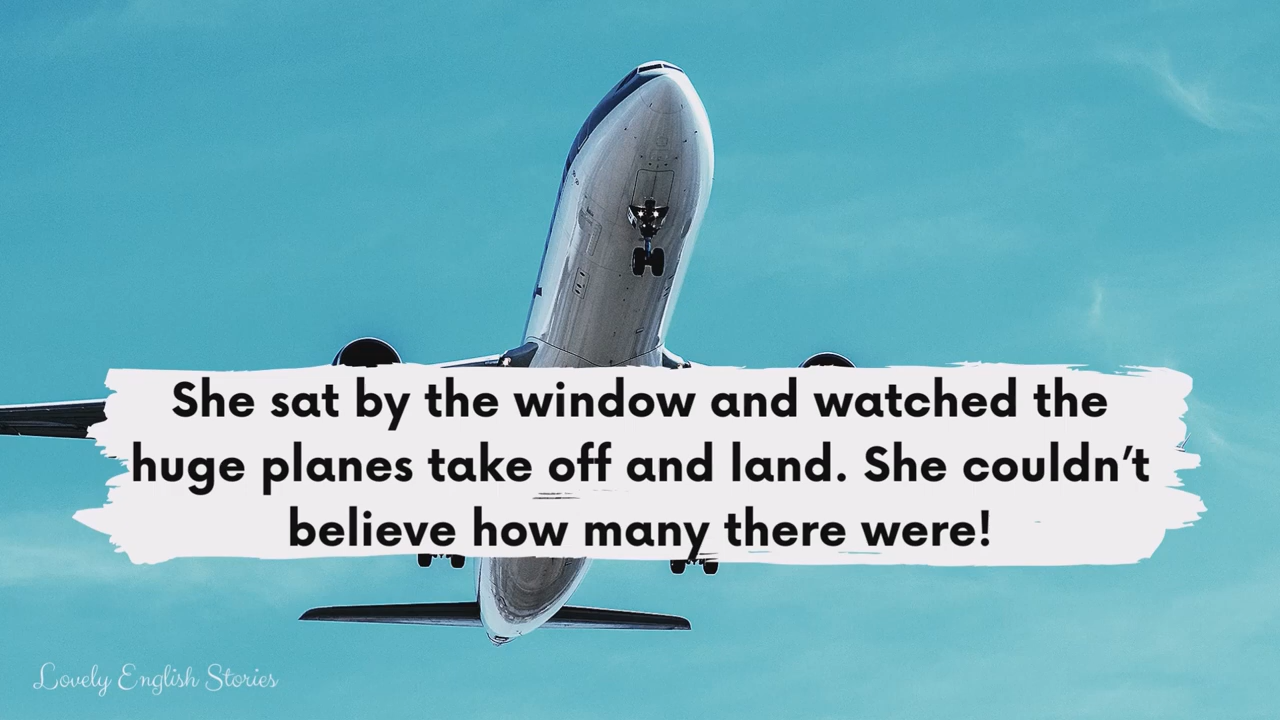 She sat by the window and watched the
huge planes take off and land. She couldn’t
believe how many there were!
Lovely English Stories